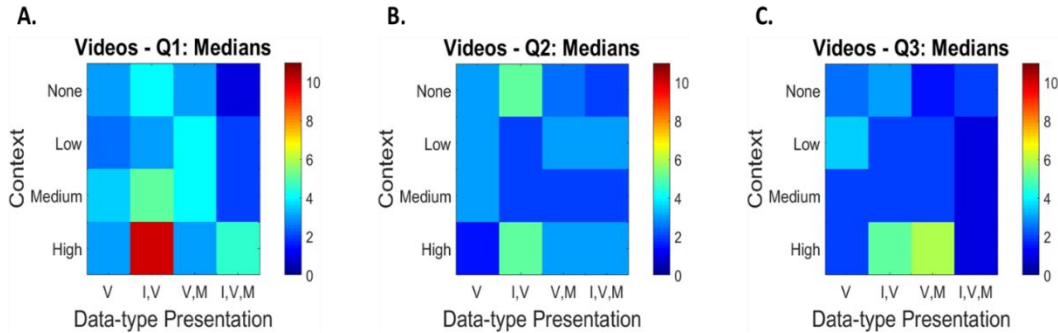 A.
Videos - Q1: Medians
10
8
6
4
2
0
None
Low
Medium
High
Context
V I,V V,M I,V,M
Data-type Presentation
B.
Videos - Q2: Medians
10
8
6
4
2
0
None
Low
Medium
High
Context
V I,V V,M I,V,M
Data-type Presentation
C.
Videos - Q3: Medians
10
8
6
4
2
0
None
Low
Medium
High
Context
V I,V V,M I,V,M
Data-type Presentation